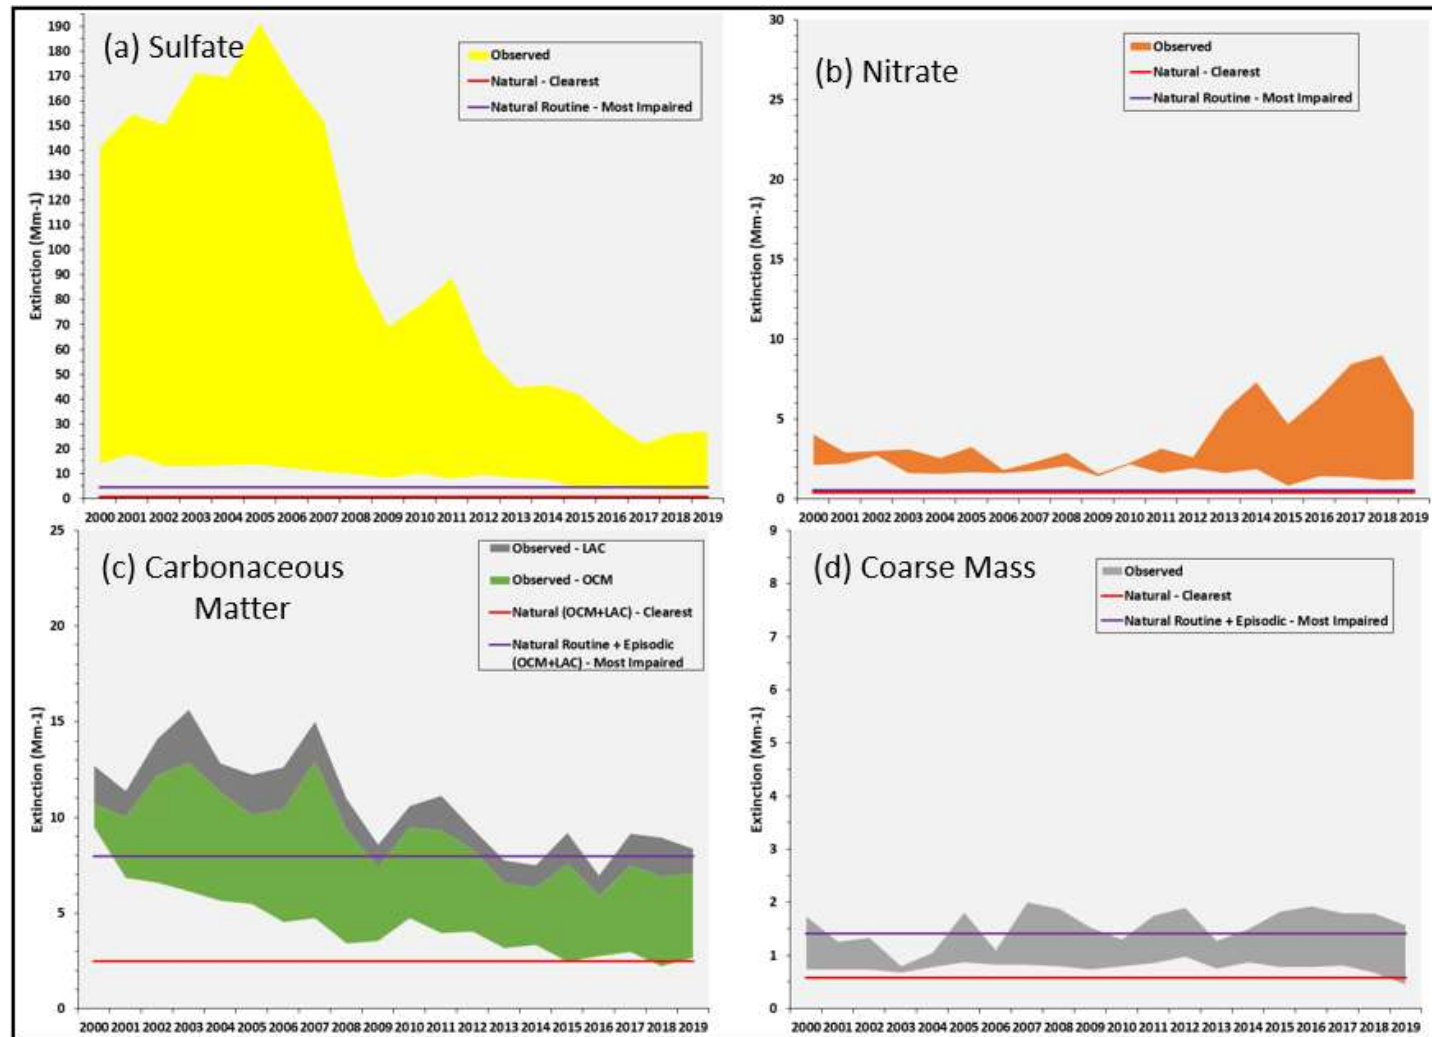 (a) Sulfate
Observed
Natural - Clearest
Natural Routine - Most Impaired
Extinction (Mm-1)
190
180
170
160
150
140
130
120
110
100
90
80
70
60
50
40
30
20
10
0
2000 2001 2002 2003 2004 2005 2006 2007 2008 2009 2010 2011 2012 2013 2014 2015 2016 2017 2018 2019
(b) Nitrate
Observed
Natural - Clearest
Natural Routine - Most Impaired
Extinction (Mm-1)
30
25
20
15
10
5
0
2000 2001 2002 2003 2004 2005 2006 2007 2008 2009 2010 2011 2012 2013 2014 2015 2016 2017 2018 2019
(c) Carbonaceous
Matter
Observed - LAC
Observed - OCM
Natural (OCM+LAC) - Clearest
Natural Routine + Episodic
(OCM+LAC) - Most Impaired
Extinction (Mm-1)
25
20
15
10
5
0
2000 2001 2002 2003 2004 2005 2006 2007 2008 2009 2010 2011 2012 2013 2014 2015 2016 2017 2018 2019
(d) Coarse Mass
Observed
Natural - Clearest
Natural Routine + Episodic - Most Impaired
Extinction (Mm-1)
9
8
7
6
5
4
3
2
1
0
2000 2001 2002 2003 2004 2005 2006 2007 2008 2009 2010 2011 2012 2013 2014 2015 2016 2017 2018 2019